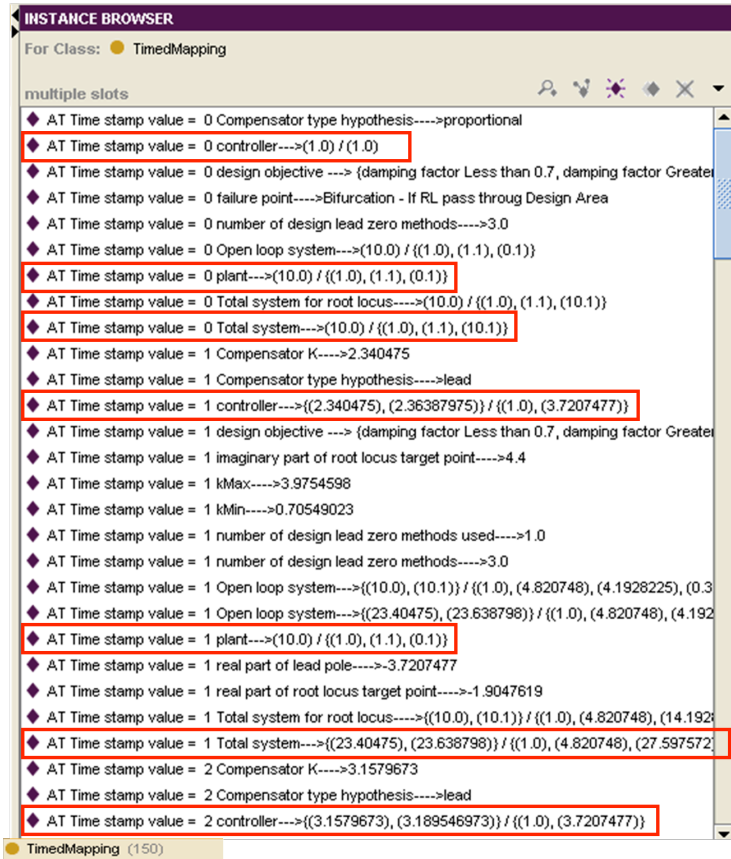 INSTANCE BROWSER
For Class: TimedMapping
multiple slots
AT Time stamp value = 0 Compensator type hypothesis---->proportional
AT Time stamp value = 0 controller--->(1.0) / (1.0)
AT Time stamp value = 0 design objective ---> {damping factor Less than 0.7, damping factor Greater
AT Time stamp value = 0 failure point---->Bifurcation - If RL pass throug Design Area
AT Time stamp value = 0 number of design lead zero methods---->3.0
AT Time stamp value = 0 Open loop system--->(10.0) / {(1.0), (1.1), (0.1)}
AT Time stamp value = 0 plant--->(10.0) / {(1.0), (1.1), (0.1)}
AT Time stamp value = 0 Total system for root locus---->(10.0) / {(1.0), (1.1), (10.1)}
AT Time stamp value = 0 Total system--->(10.0) / {(1.0), (1.1), (10.1)}
AT Time stamp value = 1 Compensator K---->2.340475
AT Time stamp value = 1 Compensator type hypothesis---->lead
AT Time stamp value = 1 controller--->{(2.340475), (2.36387975)} / {(1.0), (3.7207477)}
AT Time stamp value = 1 design objective ---> {damping factor Less than 0.7, damping factor Greater
AT Time stamp value = 1 imaginary part of root locus target point---->4.4
AT Time stamp value = 1 kMax---->3.9754598
AT Time stamp value = 1 kMin---->0.70549023
AT Time stamp value = 1 number of design lead zero methods used---->1.0
AT Time stamp value = 1 number of design lead zero methods---->3.0
AT Time stamp value = 1 Open loop system--->{(10.0), (10.1)} / {(1.0), (4.820748), (4.1928225), (0.3
AT Time stamp value = 1 Open loop system--->{(23.40475), (23.638798)} / {(1.0), (4.820748), (4.192
AT Time stamp value = 1 plant--->(10.0) / {(1.0), (1.1), (0.1)}
AT Time stamp value = 1 real part of lead pole---->-3.7207477
AT Time stamp value = 1 real part of root locus target point---->-1.9047619
AT Time stamp value = 1 Total system for root locus---->{(10.0), (10.1)} / {(1.0), (4.820748), (14.192
AT Time stamp value = 1 Total system--->{(23.40475), (23.638798)} / {(1.0), (4.820748), (27.597572)
AT Time stamp value = 2 Compensator K---->3.1579673
AT Time stamp value = 2 Compensator type hypothesis---->lead
AT Time stamp value = 2 controller--->{(3.1579673), (3.189546973)} / {(1.0), (3.7207477)}
TimedMapping (150)